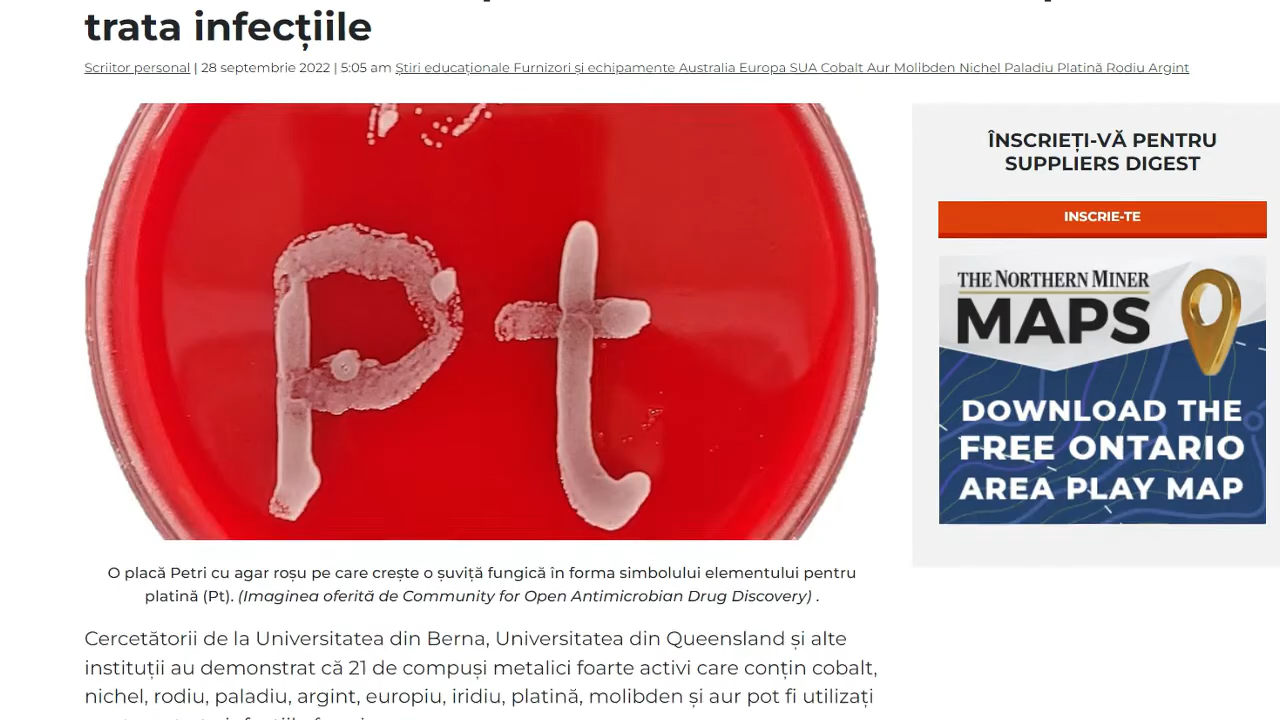 trata infecțiile
Scriitor personal | 28 septembrie 2022 | 5:05 am Știri educaționale Furnizori și echipamente Australia Europa SUA Cobalt Aur Molibden Nichel Paladiu Platină Rodiu Argint
Pt
O placă Petri cu agar roșu pe care crește o șuviță fungică în forma simbolului elementului pentru
platină (Pt). (Imaginea oferită de Community for Open Antimicrobian Drug Discovery) .
Cercetătorii de la Universitatea din Berna, Universitatea din Queensland și alte
instituții au demonstrat că 21 de compuși metalici foarte activi care conțin cobalt,
nichel, rodiu, paladiu, argint, europiu, iridiu, platină, molibden și aur pot fi utilizați
ÎNSCRIEȚI-VĂ PENTRU
SUPPLIERS DIGEST
INSCRIE-TE
THE NORTHERN MINER
MAPS
DOWNLOAD THE
FREE ONTARIO
AREA PLAY MAP